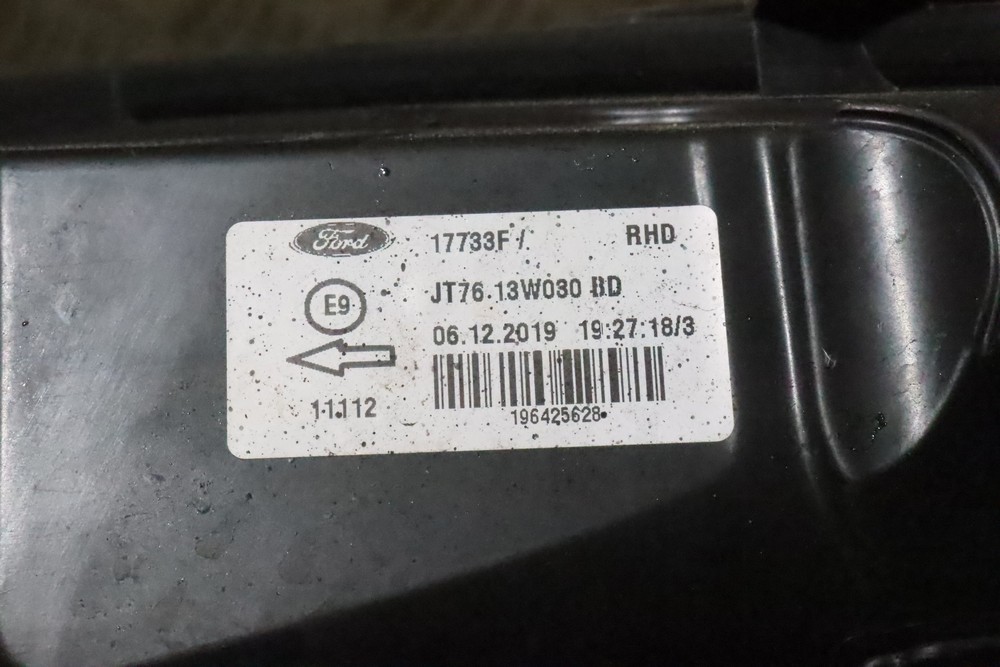 Ford 17733F / RHD
JT76 13W030 BD
E9
06.12.2019 19:27:18/3
11112
196425628